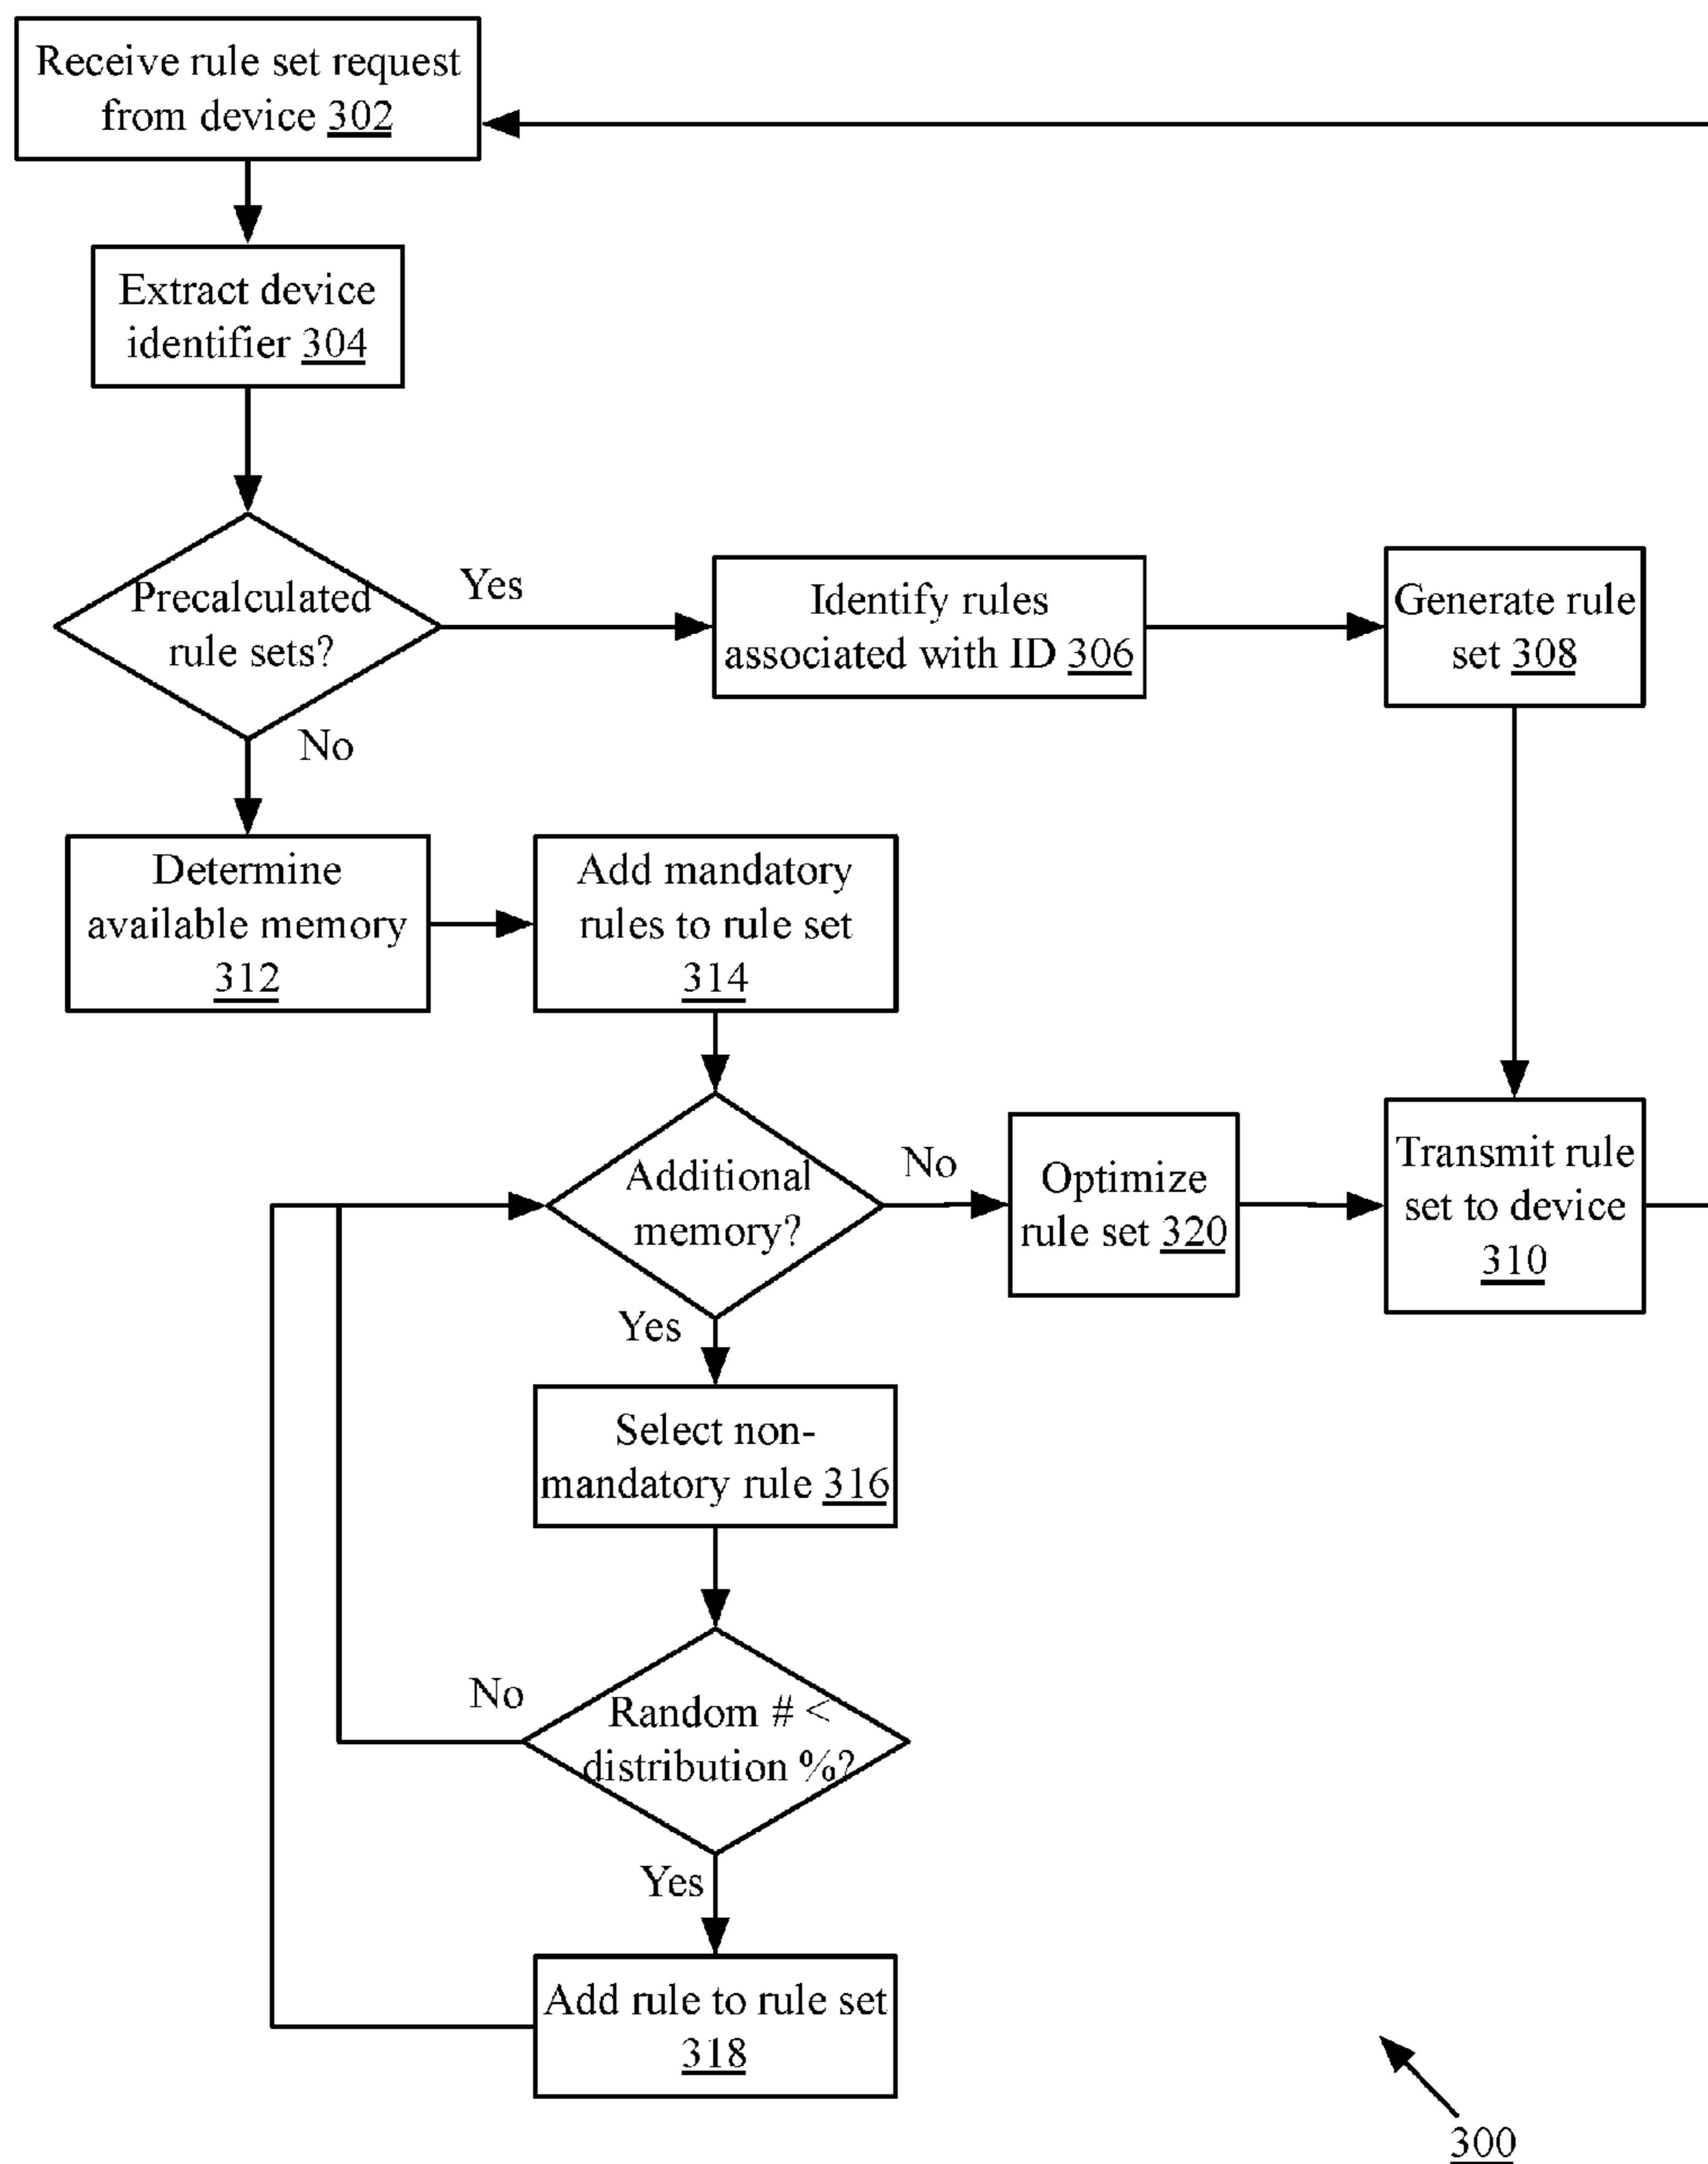 Receive rule set request
from device 302
Extract device
identifier 304
Precalculated
rule sets?
Yes
Identify rules
associated with ID 306
Generate rule
set 308
No
Determine
available memory
312
Add mandatory
rules to rule set
314
Additional
memory?
No
Optimize
rule set 320
Transmit rule
set to device
310
Yes
Select non-
mandatory rule 316
No
Random # <
distribution %?
Yes
Add rule to rule set
318
300